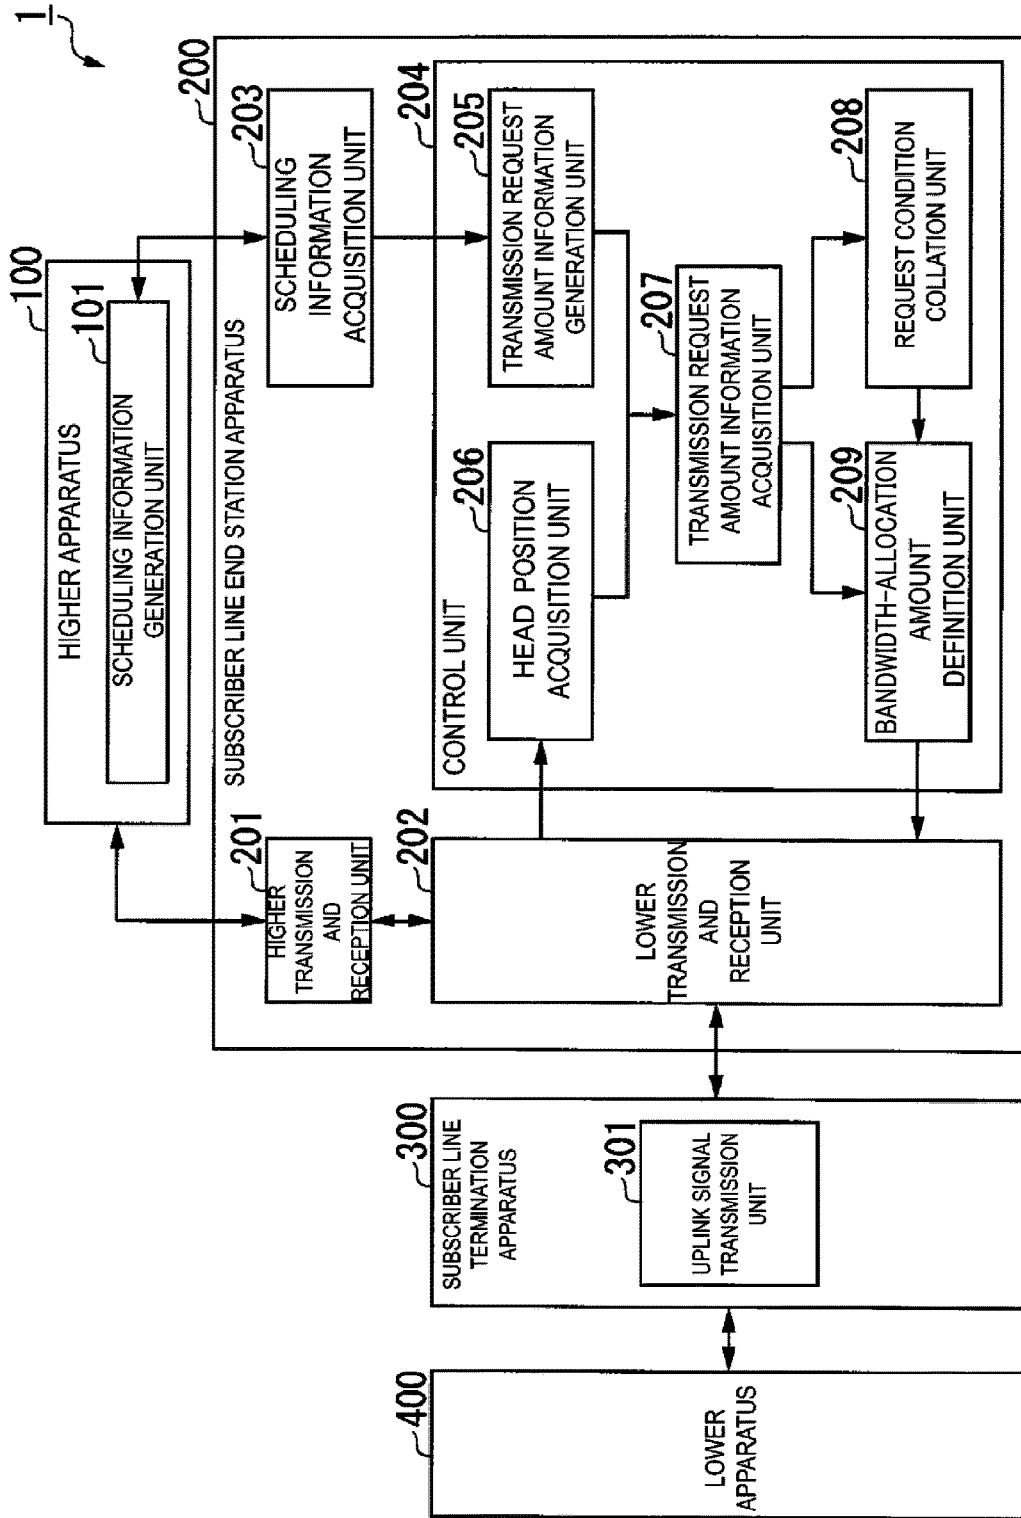 1
100
HIGHER APPARATUS
101
SCHEDULING INFORMATION
GENERATION UNIT
200
SUBSCRIBER LINE END STATION APPARATUS
201
HIGHER
TRANSMISSION
AND
RECEPTION UNIT
203
SCHEDULING
INFORMATION
ACQUISITION UNIT
202
LOWER
TRANSMISSION
AND
RECEPTION
UNIT
204
CONTROL UNIT
205
TRANSMISSION REQUEST
AMOUNT INFORMATION
GENERATION UNIT
206
HEAD POSITION
ACQUISITION UNIT
207
TRANSMISSION REQUEST
AMOUNT INFORMATION
ACQUISITION UNIT
208
REQUEST CONDITION
COLLATION UNIT
209
BANDWIDTH-ALLOCATION
AMOUNT
DEFINITION UNIT
300
SUBSCRIBER LINE
TERMINATION
APPARATUS
301
UPLINK SIGNAL
TRANSMISSION
UNIT
400
LOWER
APPARATUS